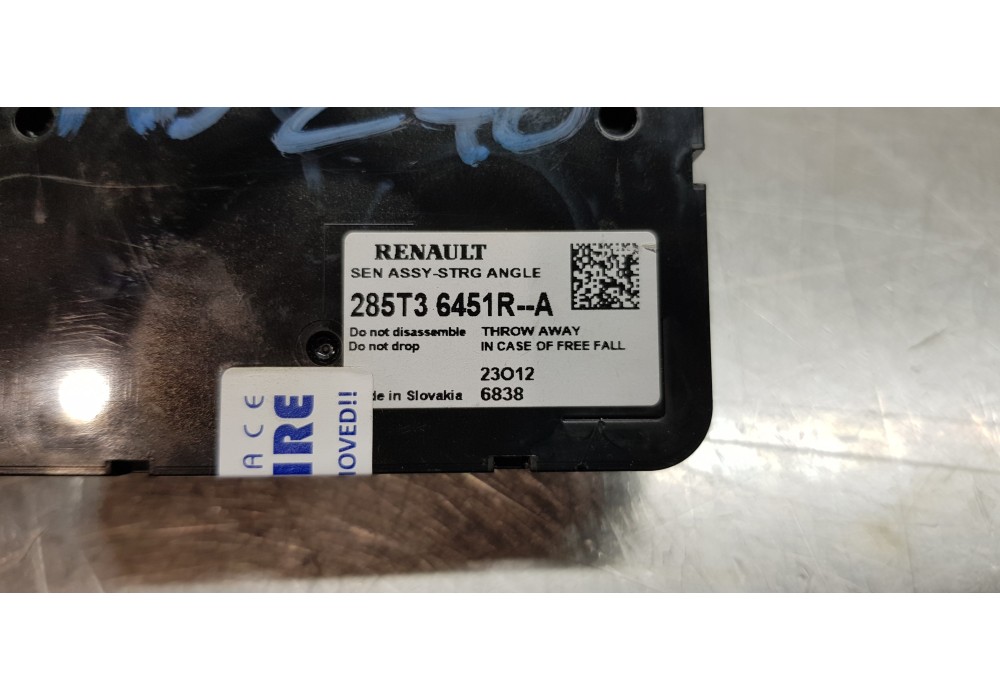 RENAULT
SEN ASSY-STRG ANGLE
285T3 6451R--A
Do not disassemble THROW AWAY
Do not drop IN CASE OF FREE FALL
23O12
de in Slovakia 6838
ACE
IRE
MOVED!!